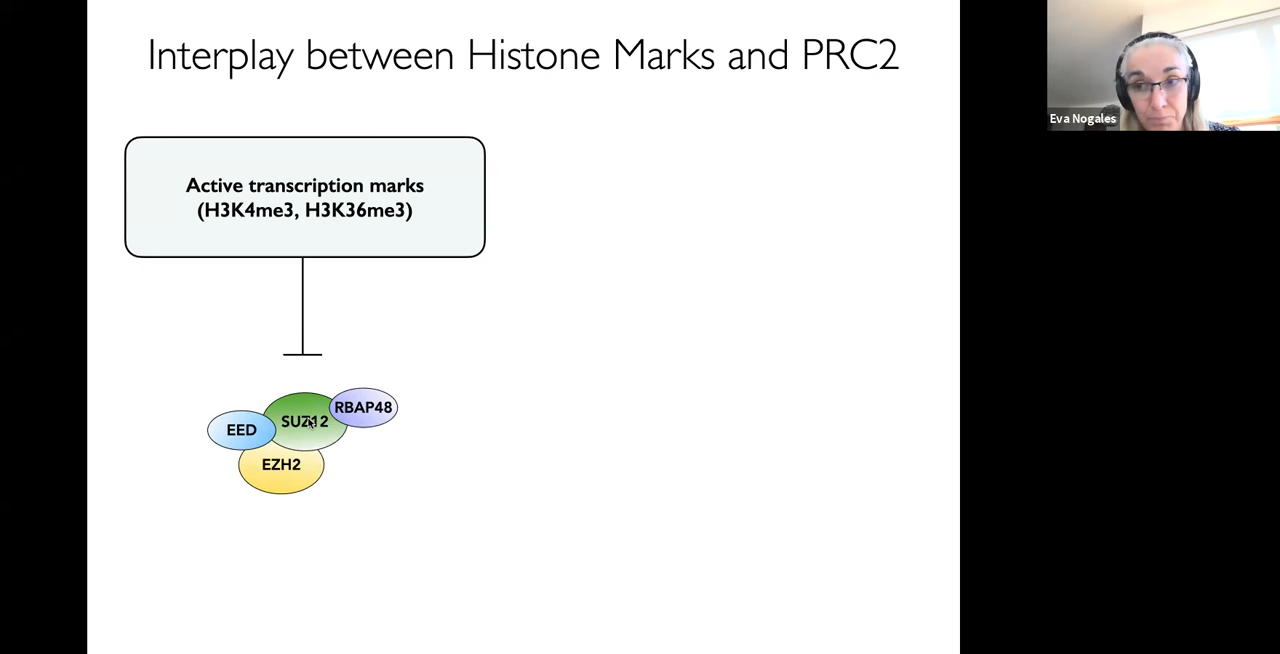 Interplay between Histone Marks and PRC2
Eva Nogales
Active transcription marks
(H3K4me3, H3K36me3)
RBAP48
SUZ12
EED
EZH2